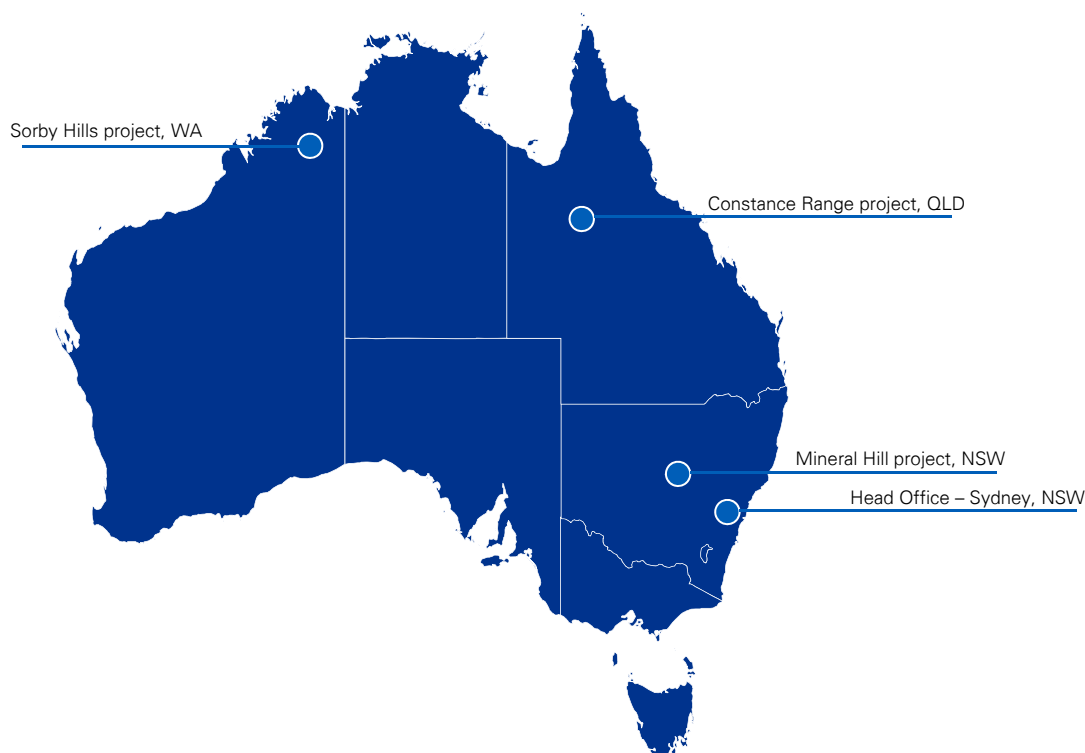 Sorby Hills project, WA
Constance Range project, QLD
Mineral Hill project, NSW
Head Office – Sydney, NSW